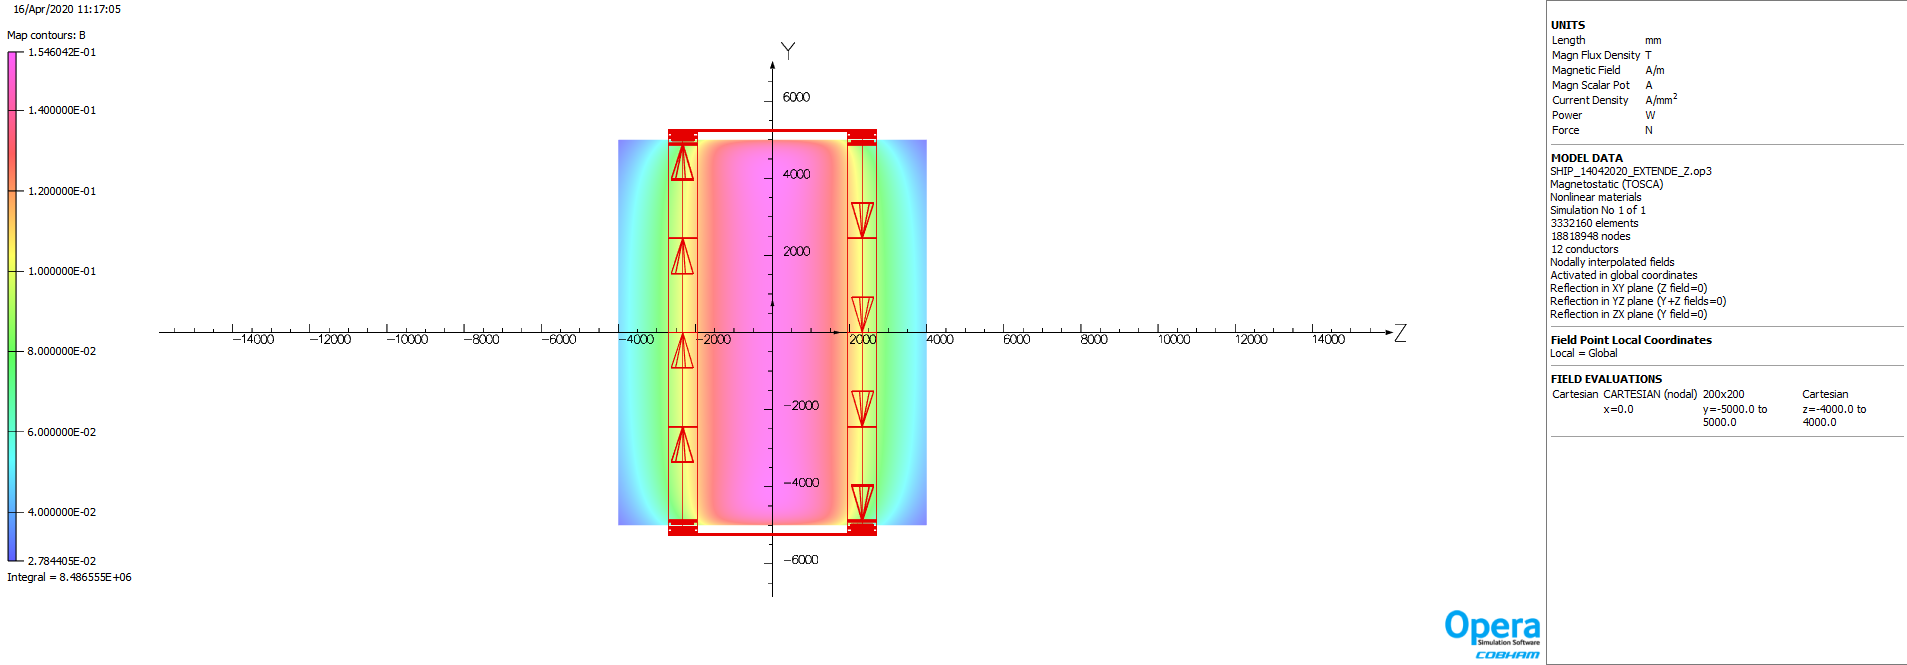 16/Apr/2020 11:17:05
Map contours: B
1.546042E-01
1.400000E-01
1.200000E-01
1.000000E-01
8.000000E-02
6.000000E-02
4.000000E-02
2.784405E-02
Integral = 8.486555E+06
Y
6000
4000
2000
-14000 -12000 -10000 -8000 -6000 -4000 -2000 2000 4000 6000 8000 10000 12000 14000 Z
-2000
-4000
-6000
UNITS
Length mm
Magn Flux Density T
Magnetic Field A/m
Magn Scalar Pot A
Current Density A/mm²
Power W
Force N
MODEL DATA
SHIP_14042020_EXTENDE_Z.op3
Magnetostatic (TOSCA)
Nonlinear materials
Simulation No 1 of 1
3332160 elements
18818948 nodes
12 conductors
Nodally interpolated fields
Activated in global coordinates
Reflection in XY plane (Z field=0)
Reflection in YZ plane (Y+Z fields=0)
Reflection in ZX plane (Y field=0)
Field Point Local Coordinates
Local = Global
FIELD EVALUATIONS
Cartesian CARTESIAN (nodal) 200x200 Cartesian
x=0.0 y=-5000.0 to z=-4000.0 to
5000.0 4000.0
Opera
Simulation Software
COBHAM